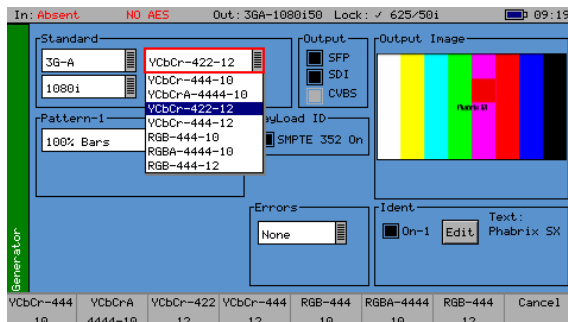 In: Absent NO AES Out: 3GA-1080i50 Lock: ✓ 625/50i 09:19
Standard
3G-A
1080i
YCbCr-422-12
YCbCr-444-10
YCbCrA-4444-10
YCbCr-422-12
YCbCr-444-12
RGB-444-10
RGBA-4444-10
RGB-444-12
Output
SFP
SDI
CVBS
Output Image
Phabrix SX
Pattern-1
100% Bars
ayLoad ID
SMPTE 352 On
Errors
None
Ident
On-1
Edit
Text:
Phabrix SX
Generator
YCbCr-444 YCbCrA YCbCr-422 YCbCr-444 RGB-444 RGBA-4444 RGB-444 Cancel
10 4444-10 12 12 10 10 12